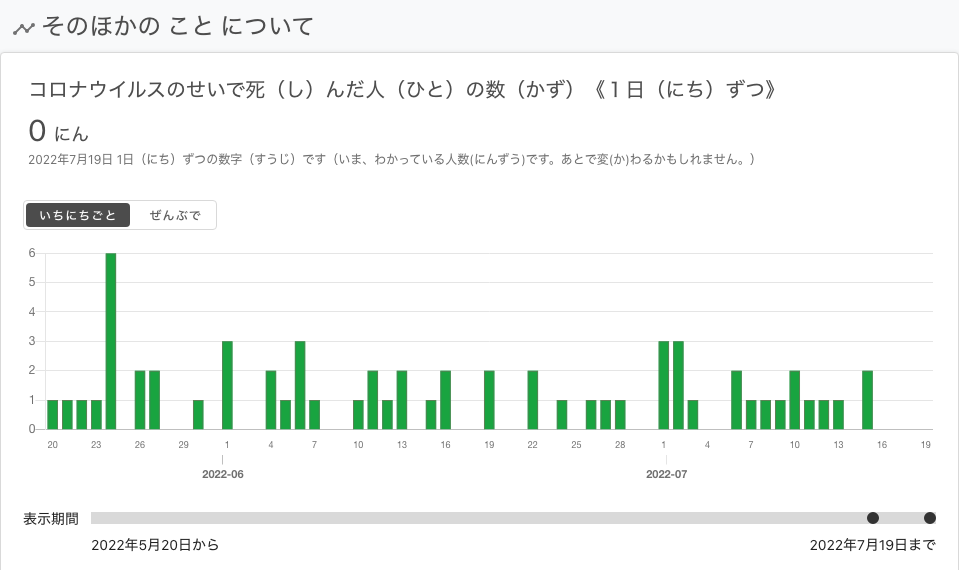 そのほかの こと について
コロナウイルスのせいで死（し）んだ人（ひと）の数（かず）《１日（にち）ずつ》
0 にん
2022年7月19日 1日（にち）ずつの数字（すうじ）です（いま、わかっている人数(にんずう)です。あとで変(か)わるかもしれません。）
いちにちごと ぜんぶで
6
5
4
3
2
1
0
20 23 26 29 1 4 7 10 13 16 19 22 25 28 1 4 7 10 13 16 19
2022-06 2022-07
表示期間
2022年5月20日から 2022年7月19日まで